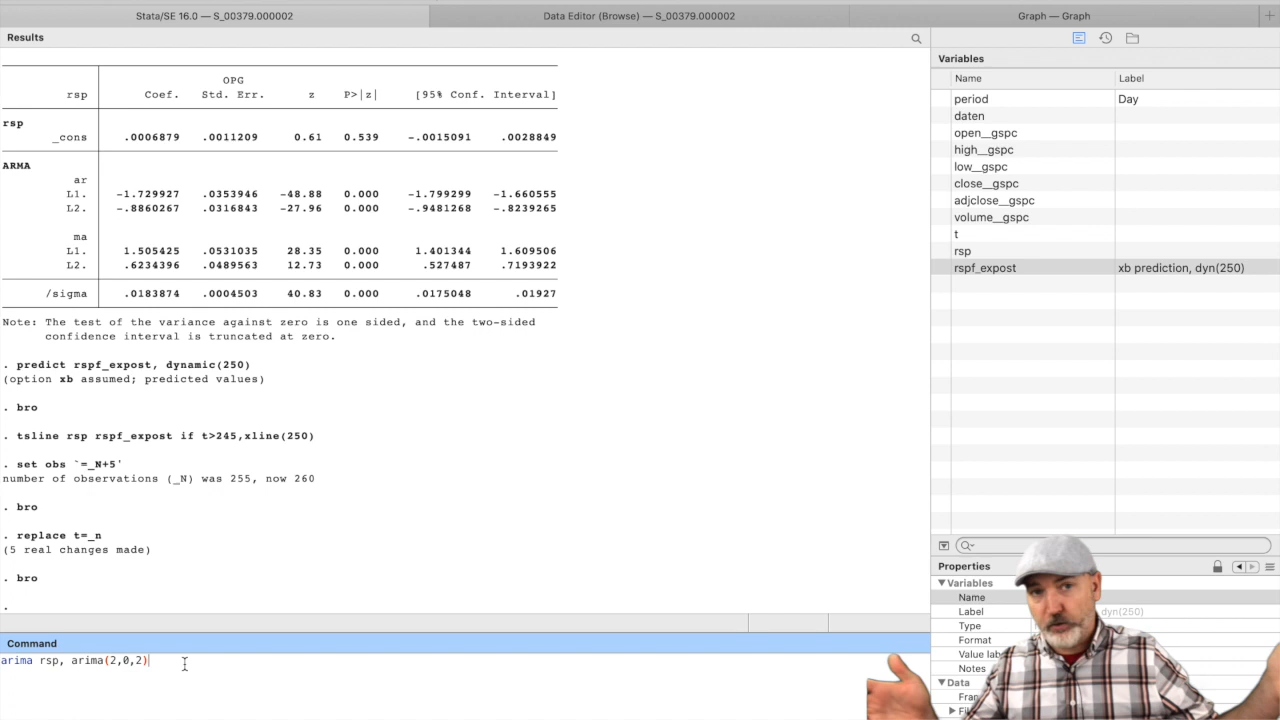 Stata/SE 16.0 — S_00379.000002
Data Editor (Browse) — S_00379.000002
Graph — Graph
Results
OPG
rsp Coef. Std. Err. z P>|z| [95% Conf. Interval]
rsp
_cons .0006879 .0011209 0.61 0.539 -.0015091 .0028849
ARMA
ar
L1. -1.729927 .0353946 -48.88 0.000 -1.799299 -1.660555
L2. -.8860267 .0316843 -27.96 0.000 -.9481268 -.8239265
ma
L1. 1.505425 .0531035 28.35 0.000 1.401344 1.609506
L2. .6234396 .0489563 12.73 0.000 .527487 .7193922
/sigma .0183874 .0004503 40.83 0.000 .0175048 .01927
Note: The test of the variance against zero is one sided, and the two-sided
confidence interval is truncated at zero.
. predict rspf_expost, dynamic(250)
(option xb assumed; predicted values)
. bro
. tsline rsp rspf_expost if t>245,xline(250)
. set obs `=_N+5'
number of observations (_N) was 255, now 260
. bro
. replace t=_n
(5 real changes made)
. bro
.
Command
arima rsp, arima(2,0,2)
Variables
Name Label
period Day
daten
open__gspc
high__gspc
low__gspc
close__gspc
adjclose__gspc
volume__gspc
t
rsp
rspf_expost xb prediction, dyn(250)
Properties
Variables
Name
Label dyn(250)
Type
Format
Value lab
Notes
Data
Fran